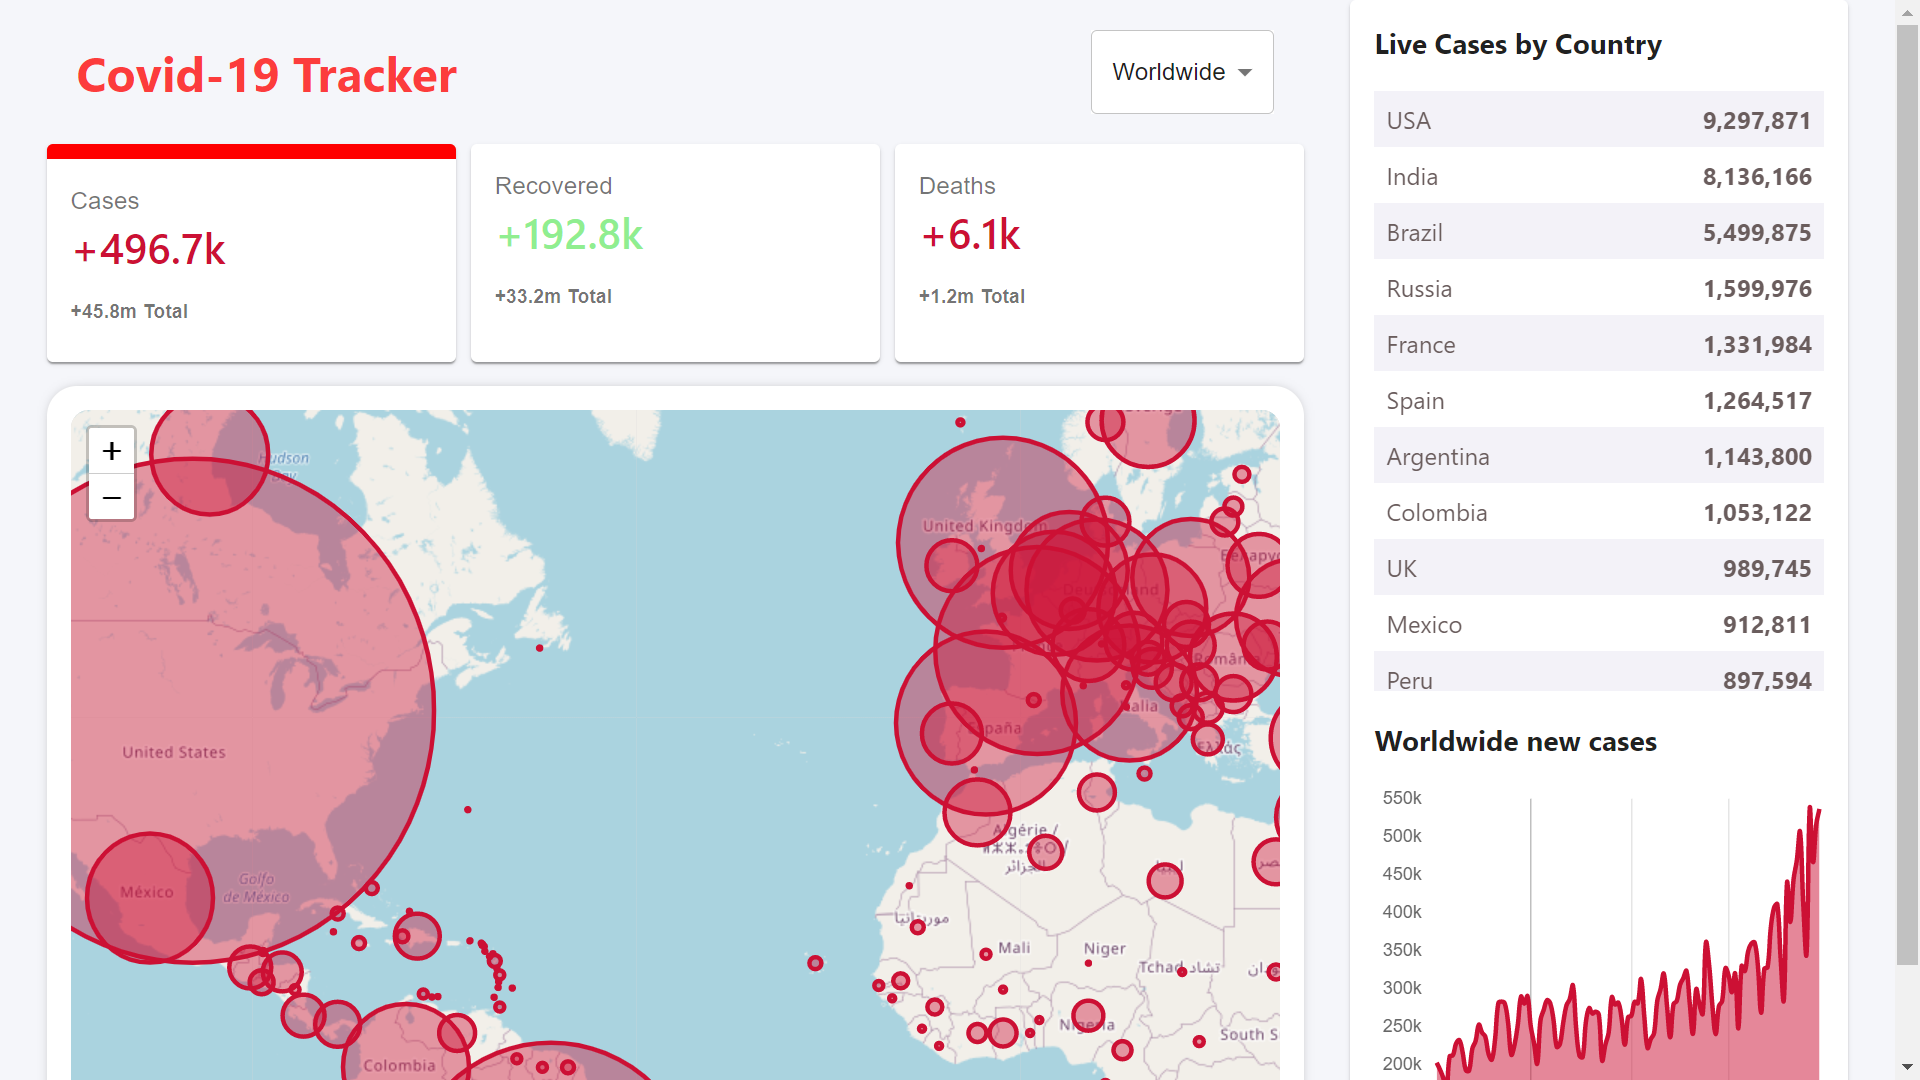 Covid-19 Tracker
Worldwide
Cases
+496.7k
+45.8m Total
Recovered
+192.8k
+33.2m Total
Deaths
+6.1k
+1.2m Total
+
−
Hudson
Bay
United Kingdom
Deutschland
España
Italia
Ελλάς
United States
México
Golfo
de México
Algérie /
ⵍⵣⵣⴰⵢⴻⵔ /
الجزائر
ليبيا
موريتانيا
Mali
Niger
Tchad تشاد
Nigeria
South S
Colombia
Live Cases by Country
USA 9,297,871
India 8,136,166
Brazil 5,499,875
Russia 1,599,976
France 1,331,984
Spain 1,264,517
Argentina 1,143,800
Colombia 1,053,122
UK 989,745
Mexico 912,811
Peru 897,594
Worldwide new cases
550k
500k
450k
400k
350k
300k
250k
200k